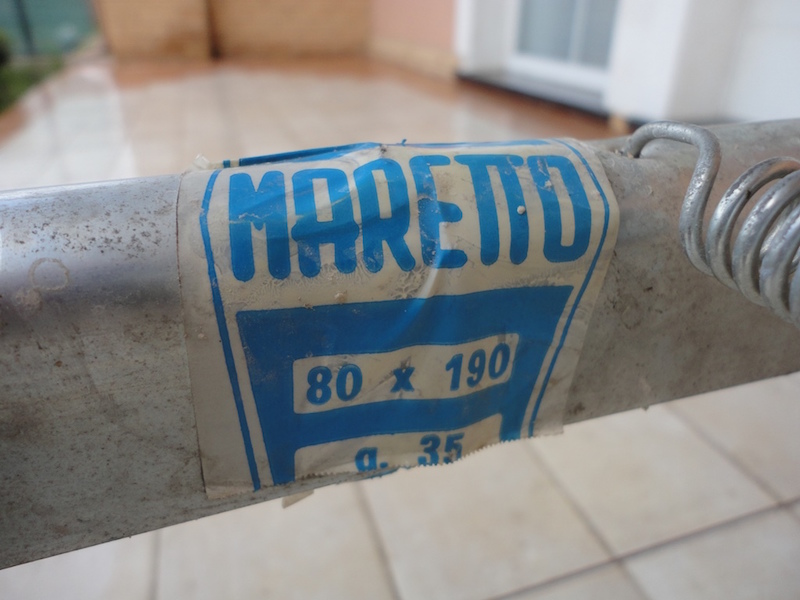 MARETTO
80 x 190
g. 35